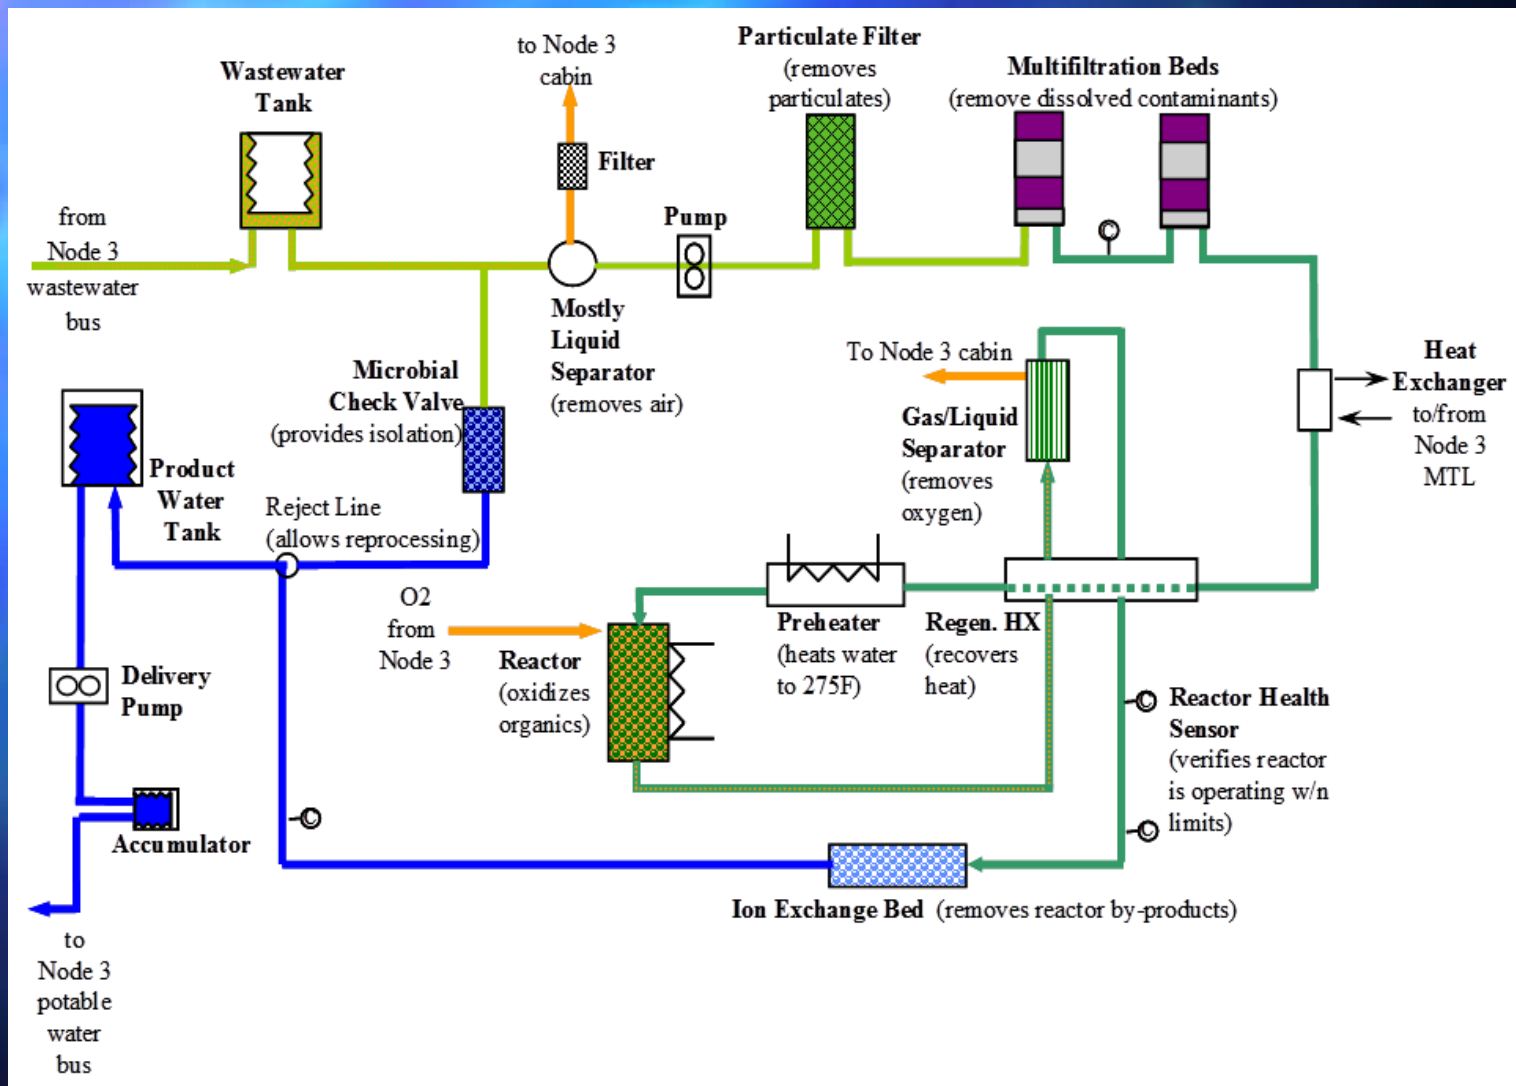 Wastewater
Tank
to Node 3
cabin
Filter
Particulate Filter
(removes
particulates)
Multifiltration Beds
(remove dissolved contaminants)
from
Node 3
wastewater
bus
Pump
C
Mostly
Liquid
Separator
(removes air)
Microbial
Check Valve
(provides isolation)
To Node 3 cabin
Gas/Liquid
Separator
(removes
oxygen)
Heat
Exchanger
to/from
Node 3
MTL
Product
Water
Tank
Reject Line
(allows reprocessing)
O2
from
Node 3
Reactor
(oxidizes
organics)
Preheater
(heats water
to 275F)
Regen. HX
(recovers
heat)
Delivery
Pump
C
Reactor Health
Sensor
(verifies reactor
is operating w/n
limits)
C
C
Accumulator
Ion Exchange Bed (removes reactor by-products)
to
Node 3
potable
water
bus